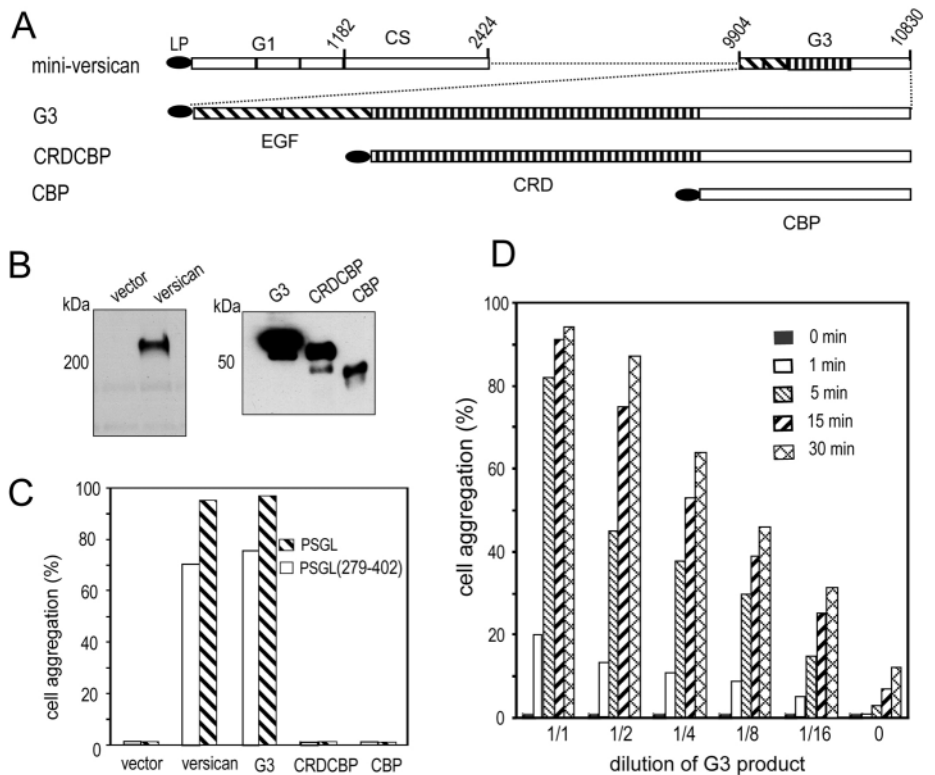 A
LP
G1
1182
CS
2424
9904
G3
10830
mini-versican
G3
EGF
CRDCBP
CRD
CBP
CBP
B
kDa
vector
versican
200
kDa
G3
CRDCBP
CBP
50
C
cell aggregation (%)
100
80
60
40
20
0
PSGL
PSGL(279-402)
vector
versican
G3
CRDCBP
CBP
D
cell aggregation (%)
100
80
60
40
20
0
0 min
1 min
5 min
15 min
30 min
1/1
1/2
1/4
1/8
1/16
0
dilution of G3 product